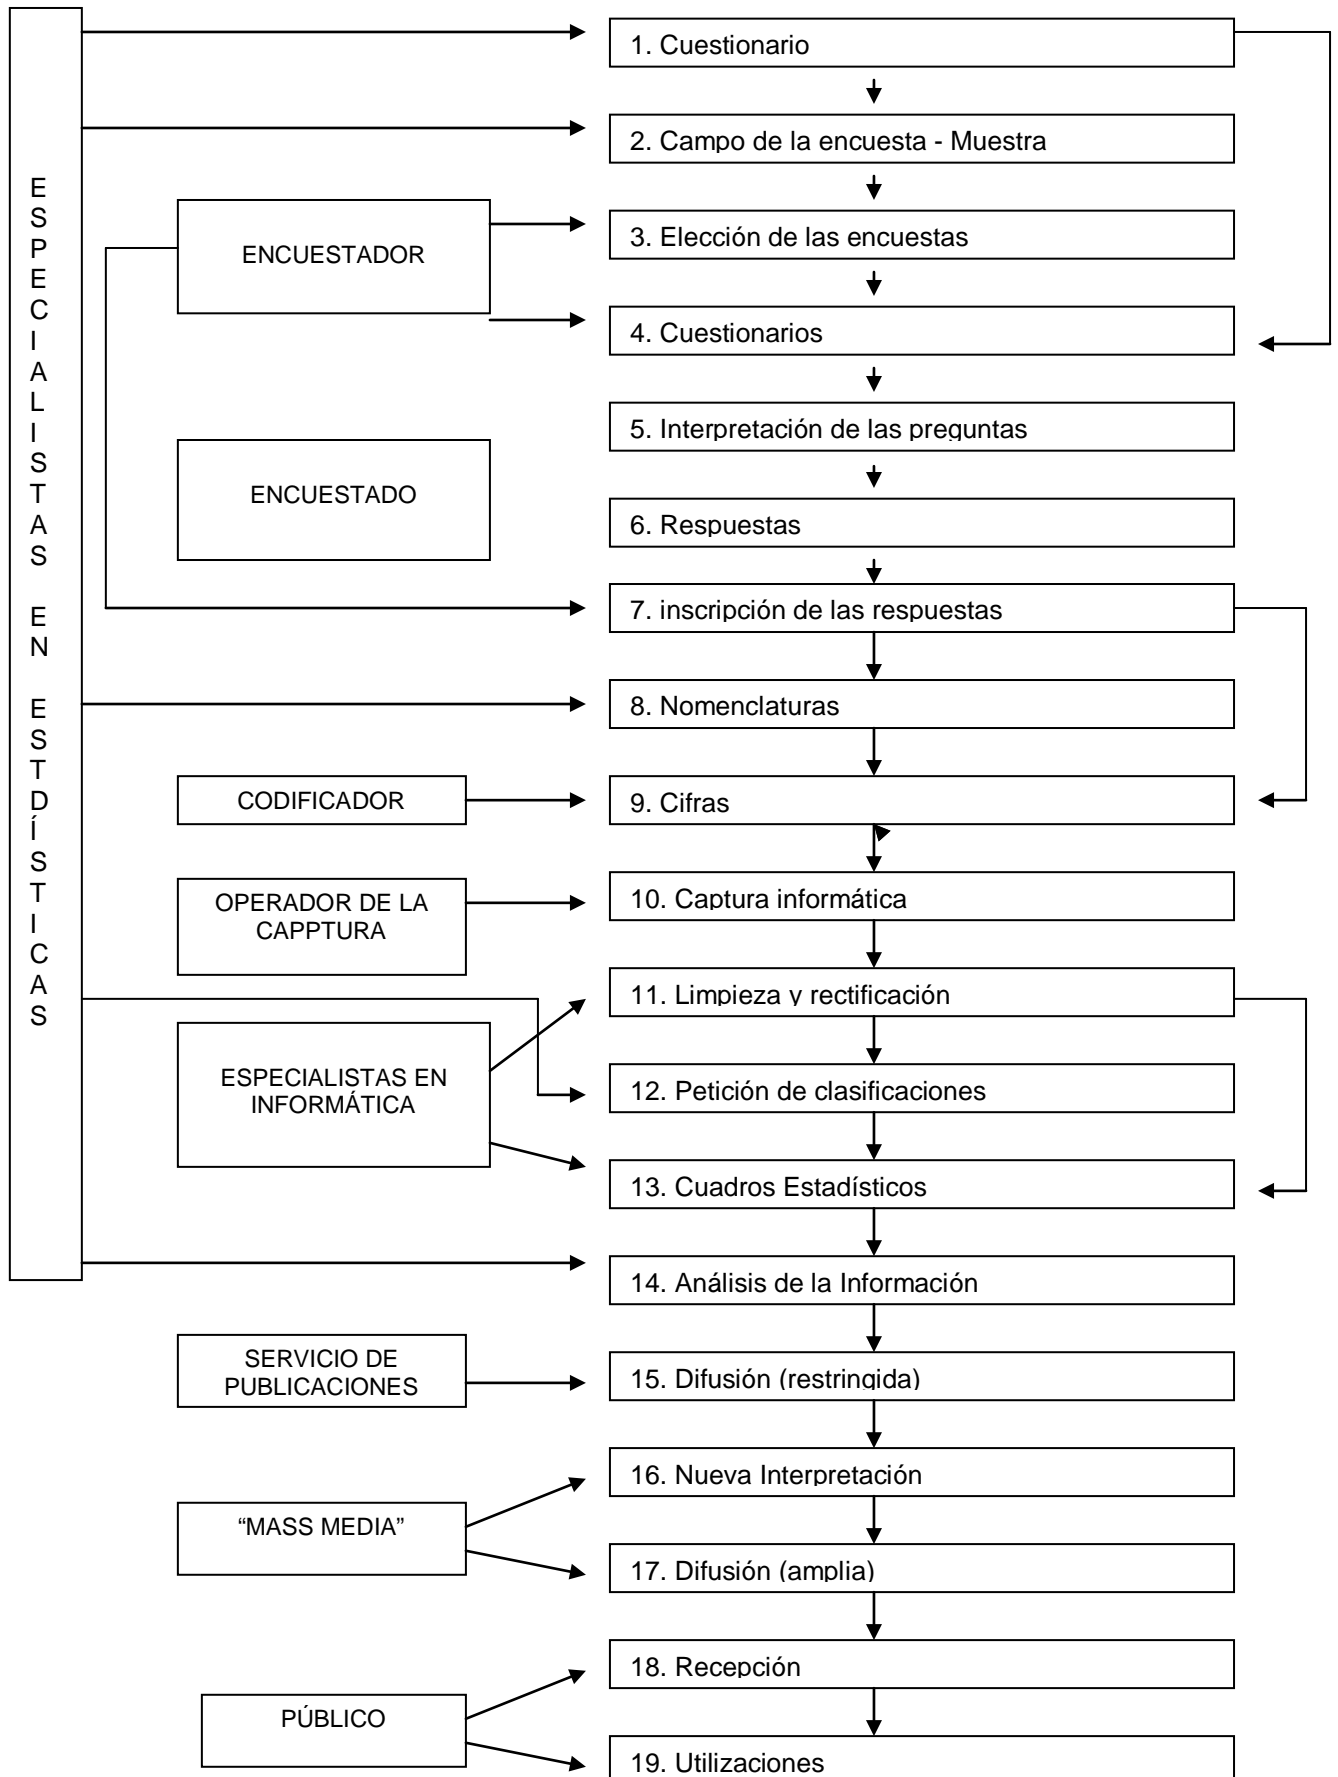 ESPECIALISTAS EN ESTDÍSTICAS
1. Cuestionario
2. Campo de la encuesta - Muestra
ENCUESTADOR
3. Elección de las encuestas
4. Cuestionarios
5. Interpretación de las preguntas
ENCUESTADO
6. Respuestas
7. inscripción de las respuestas
8. Nomenclaturas
CODIFICADOR
9. Cifras
OPERADOR DE LA
CAPPTURA
10. Captura informática
11. Limpieza y rectificación
ESPECIALISTAS EN
INFORMÁTICA
12. Petición de clasificaciones
13. Cuadros Estadísticos
14. Análisis de la Información
SERVICIO DE
PUBLICACIONES
15. Difusión (restringida)
16. Nueva Interpretación
“MASS MEDIA”
17. Difusión (amplia)
18. Recepción
PÚBLICO
19. Utilizaciones